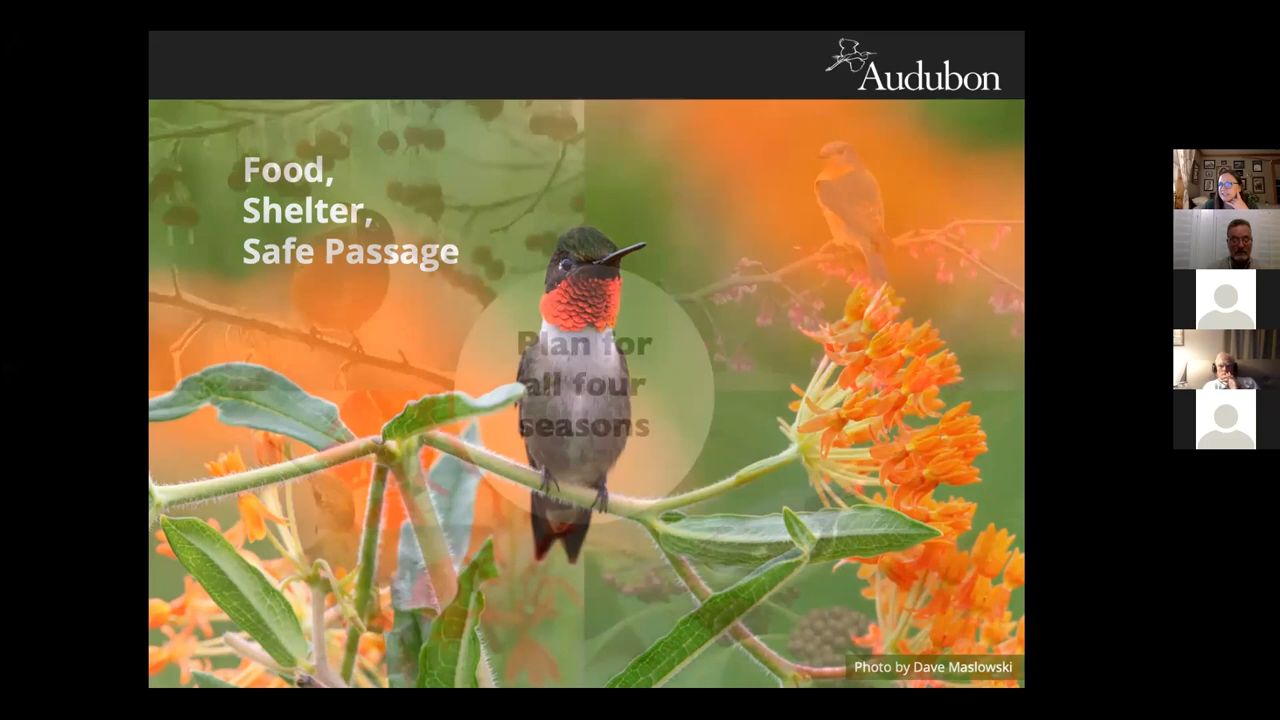 Audubon
Food,
Shelter,
Safe Passage
Plan for
all four
seasons
Photo by Dave Maslowski